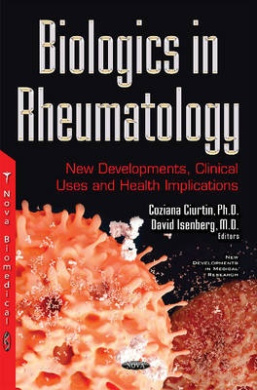 Biologics in
Rheumatology
New Developments, Clinical
Uses and Health Implications
Coziana Ciurtin, Ph.D.
David Isenberg, M.D.
Editors
New
Developments
in Medical
Research
Nova Biomedical
NOVA